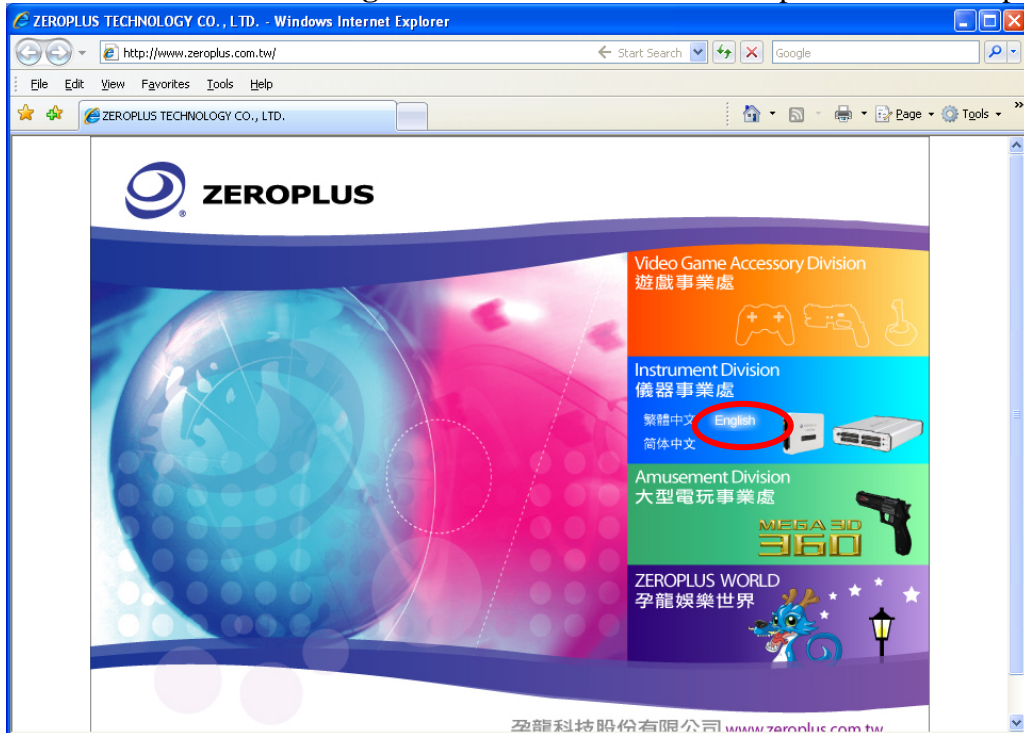 ZEROPLUS TECHNOLOGY CO., LTD. - Windows Internet Explorer
http://www.zeroplus.com.tw/ Start Search Google
File Edit View Favorites Tools Help
ZEROPLUS TECHNOLOGY CO., LTD. Page Tools »
ZEROPLUS
Video Game Accessory Division
遊戲事業處
Instrument Division
儀器事業處
繁體中文 English
简体中文
Amusement Division
大型電玩事業處
MEGA 3D
360
ZEROPLUS WORLD
孕龍娛樂世界
孕龍科技股份有限公司 www.zeroplus.com.tw